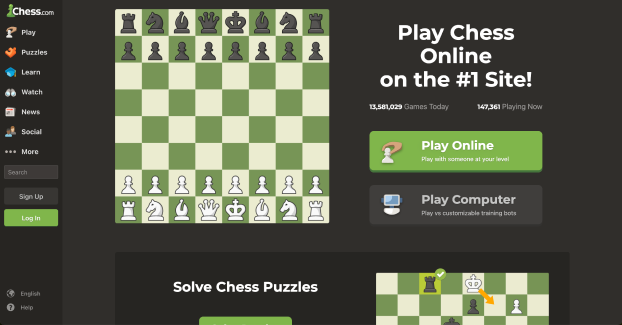 Chess.com
Play
Puzzles
Learn
Watch
News
Social
More
Search
Sign Up
Log In
English
Help
Play Chess
Online
on the #1 Site!
13,581,029 Games Today
147,361 Playing Now
Play Online
Play with someone at your level
Play Computer
Play vs customizable training bots
Solve Chess Puzzles